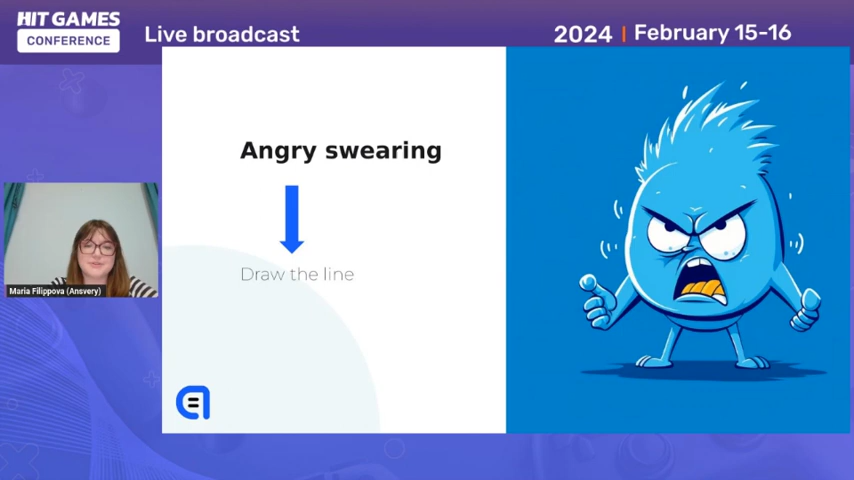 HIT GAMES
CONFERENCE
Live broadcast
2024 | February 15-16
Angry swearing
Draw the line
Maria Filippova (Ansvery)